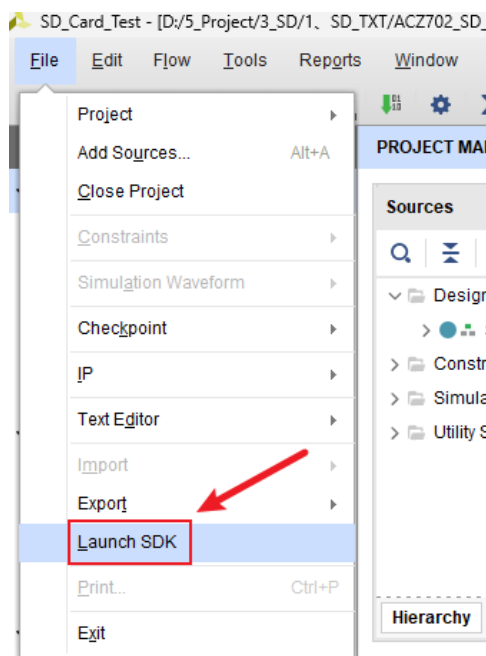 SD_Card_Test - [D:/5_Project/3_SD/1、SD_TXT/ACZ702_SD_
File Edit Flow Tools Reports Window
Project
Add Sources... Alt+A
Close Project
Constraints
Simulation Waveform
Checkpoint
IP
Text Editor
Import
Export
Launch SDK
Print... Ctrl+P
Exit
PROJECT MA
Sources
Design
Constr
Simula
Utility S
Hierarchy